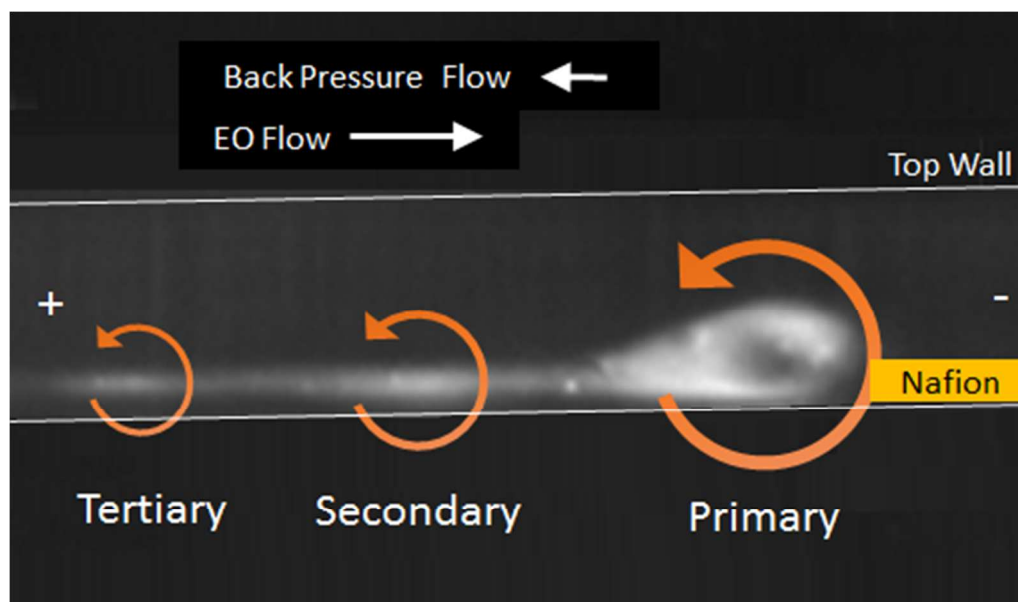 Back Pressure Flow
EO Flow
Top Wall
+
-
Nafion
Tertiary
Secondary
Primary